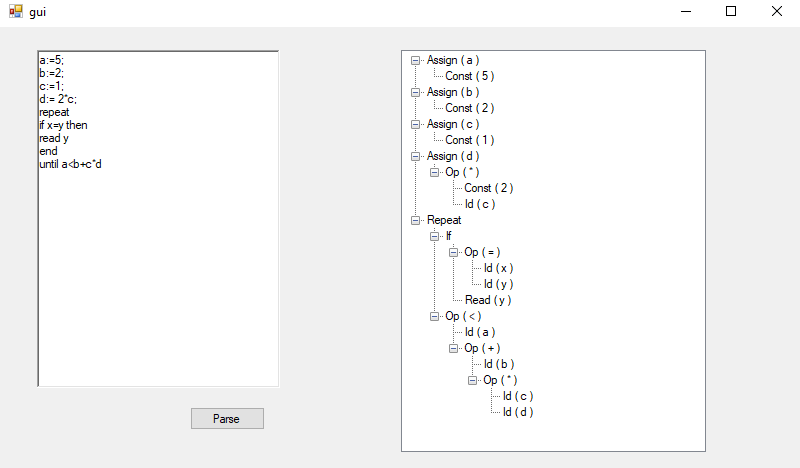 gui
a:=5;
b:=2;
c:=1;
d:= 2*c;
repeat
if x=y then
read y
end
until a<b+c*d
Parse
Assign ( a )
Const ( 5 )
Assign ( b )
Const ( 2 )
Assign ( c )
Const ( 1 )
Assign ( d )
Op ( * )
Const ( 2 )
Id ( c )
Repeat
If
Op ( = )
Id ( x )
Id ( y )
Read ( y )
Op ( < )
Id ( a )
Op ( + )
Id ( b )
Op ( * )
Id ( c )
Id ( d )